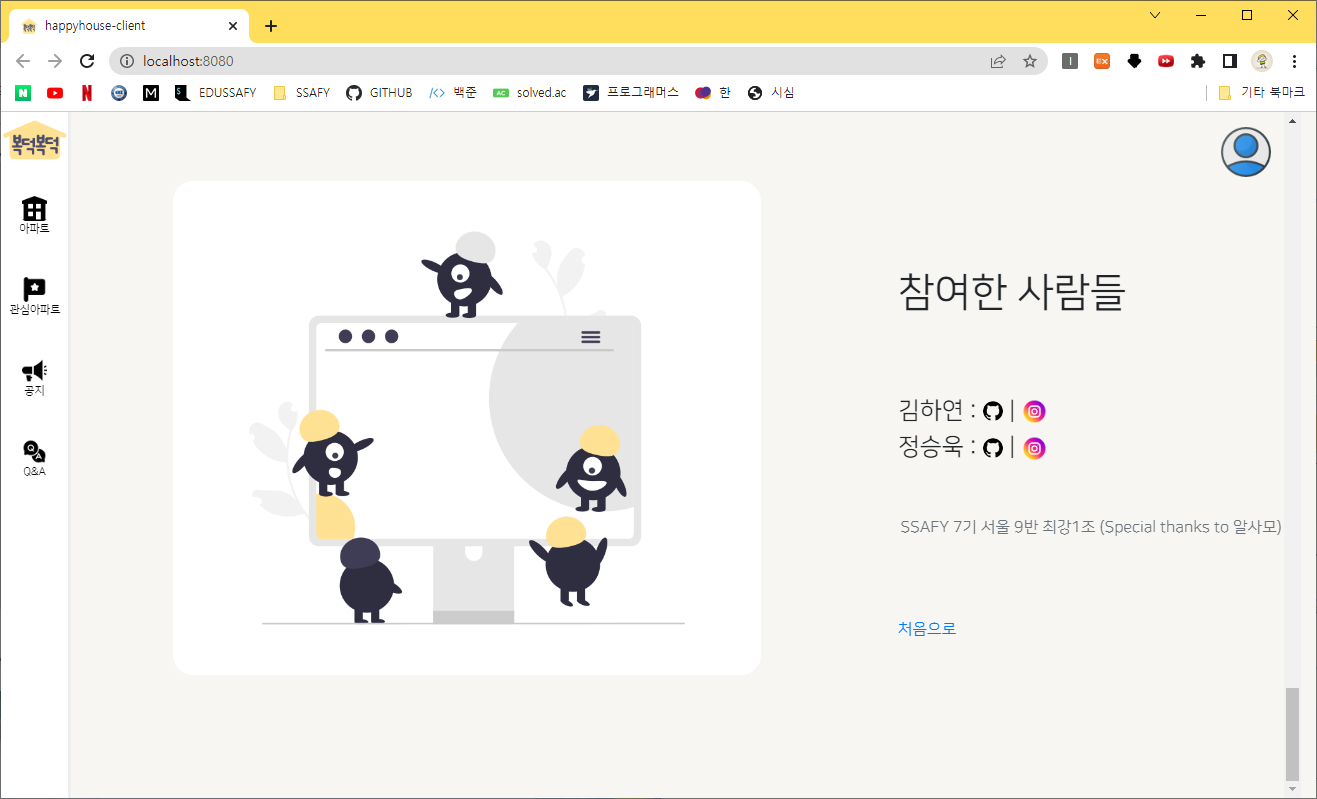 happyhouse-client
localhost:8080
EDUSSAFY
SSAFY
GITHUB
</> 백준
AC solved.ac
프로그래머스
한
시심
기타 북마크
복덕복덕
아파트
관심아파트
공지
Q&A
참여한 사람들
김하연 : |
정승욱 : |
SSAFY 7기 서울 9반 최강1조 (Special thanks to 알사모)
처음으로